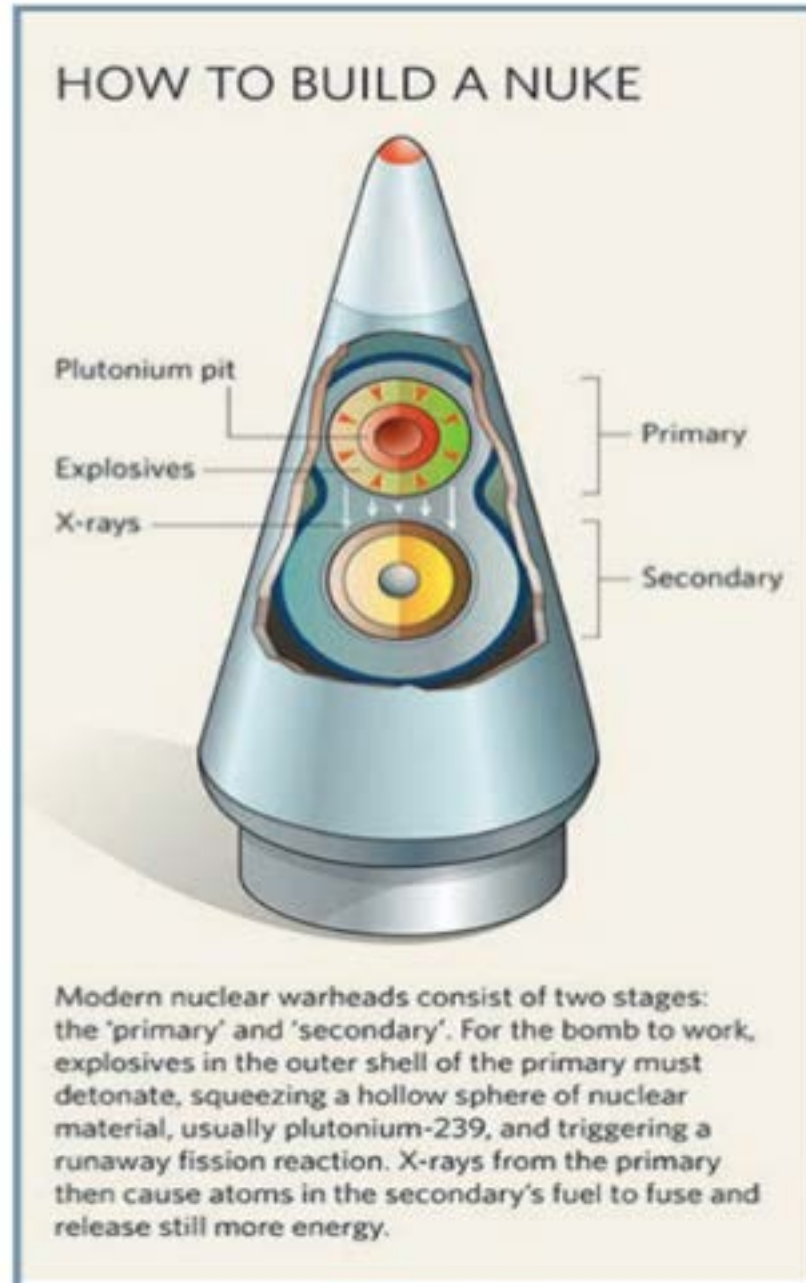 HOW TO BUILD A NUKE
Plutonium pit
Explosives
X-rays
Primary
Secondary
Modern nuclear warheads consist of two stages:
the 'primary' and 'secondary'. For the bomb to work,
explosives in the outer shell of the primary must
detonate, squeezing a hollow sphere of nuclear
material, usually plutonium-239, and triggering a
runaway fission reaction. X-rays from the primary
then cause atoms in the secondary's fuel to fuse and
release still more energy.